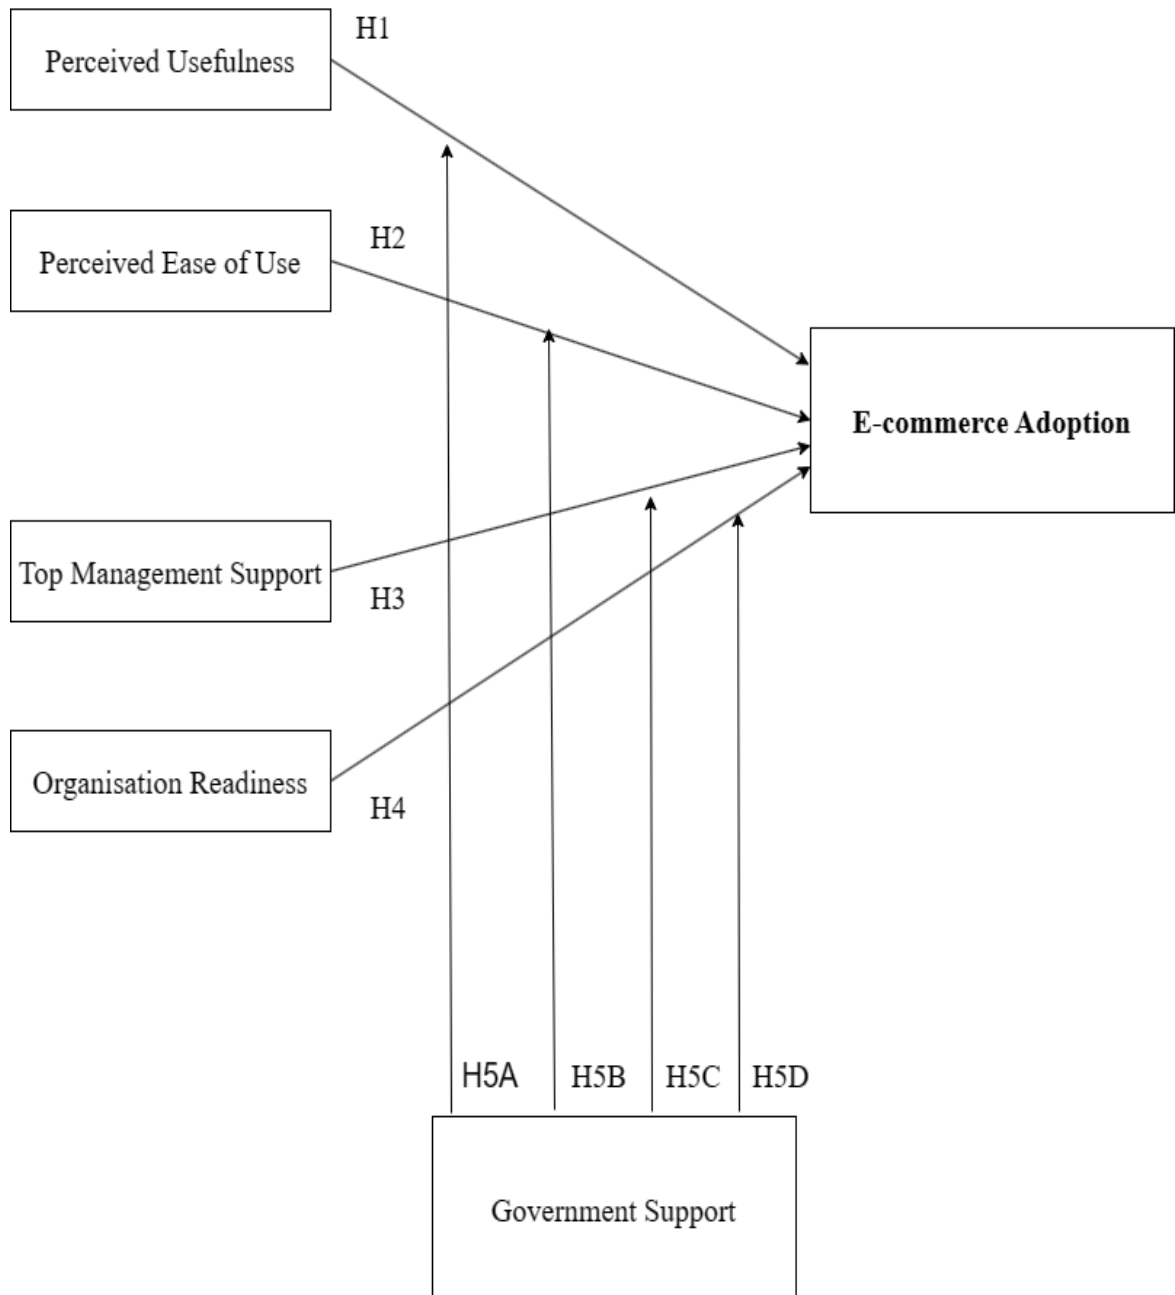 H1
Perceived Usefulness
H2
Perceived Ease of Use
E-commerce Adoption
Top Management Support
H3
Organisation Readiness
H4
H5A
H5B
H5C
H5D
Government Support